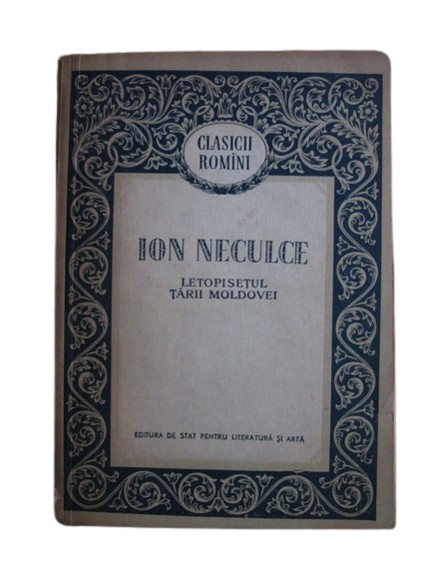 CLASICII
ROMÎNI
ION NECULCE
LETOPISEȚUL
ȚĂRII MOLDOVEI
EDITURA DE STAT PENTRU LITERATURĂ ȘI ARTĂ